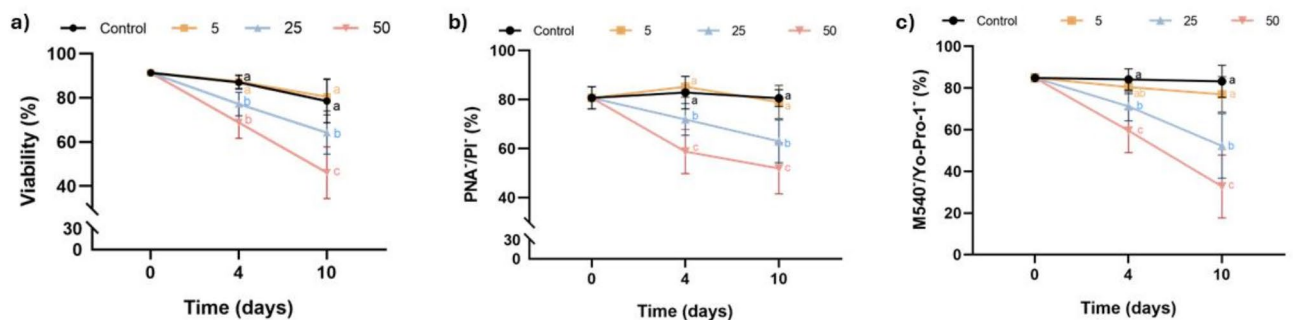 a)
Control 5 25 50
100
80
60
40
30
0
Viability (%)
a
a
b
b
a
a
b
c
0 4 10
Time (days)
b)
Control 5 25 50
100
80
60
40
30
0
PNA⁻/PI⁻ (%)
a
a
b
c
a
a
b
c
0 4 10
Time (days)
c)
Control 5 25 50
100
80
60
40
20
0
M540⁻/Yo-Pro-1⁻ (%)
a
ab
b
c
a
a
b
c
0 4 10
Time (days)